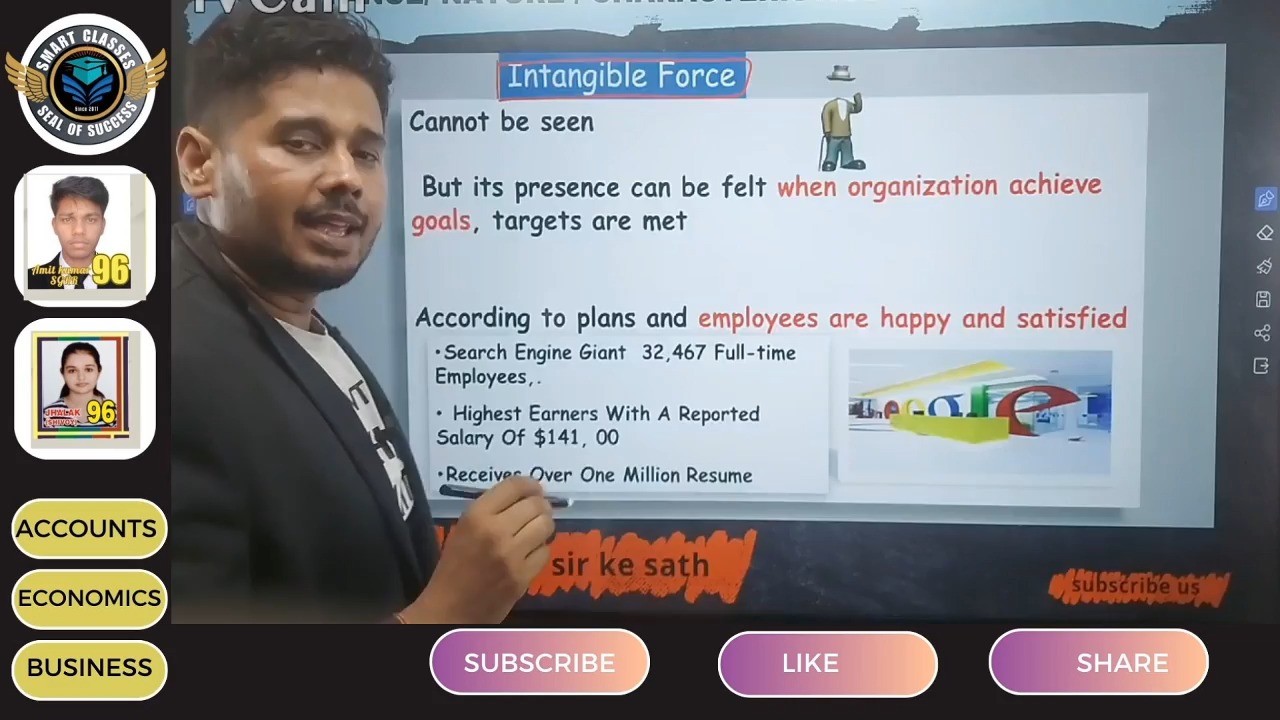 SMART CLASSES
Since 2011
SEAL OF SUCCESS
Amit kumar
SGBR 96
JHALAK 96
ACCOUNTS
ECONOMICS
BUSINESS
Intangible Force
Cannot be seen
But its presence can be felt when organization achieve
goals, targets are met
According to plans and employees are happy and satisfied
•Search Engine Giant 32,467 Full-time
Employees,.
• Highest Earners With A Reported
Salary Of $141, 00
•Receives Over One Million Resume
sir ke sath
subscribe us
SUBSCRIBE
LIKE
SHARE